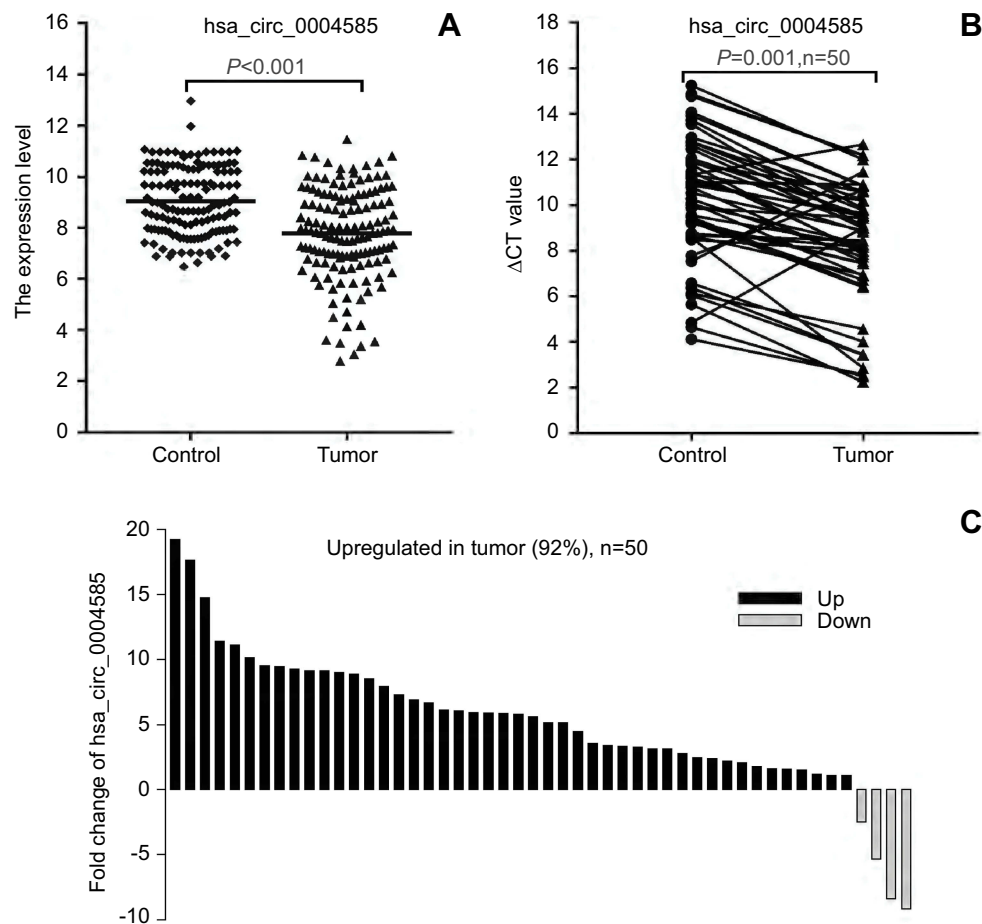 A
hsa_circ_0004585
P<0.001
The expression level
16
14
12
10
8
6
4
2
0
Control
Tumor
B
hsa_circ_0004585
P=0.001,n=50
ΔCT value
18
16
14
12
10
8
6
4
2
0
Control
Tumor
C
Upregulated in tumor (92%), n=50
Up
Down
Fold change of hsa_circ_0004585
20
15
10
5
0
-5
-10